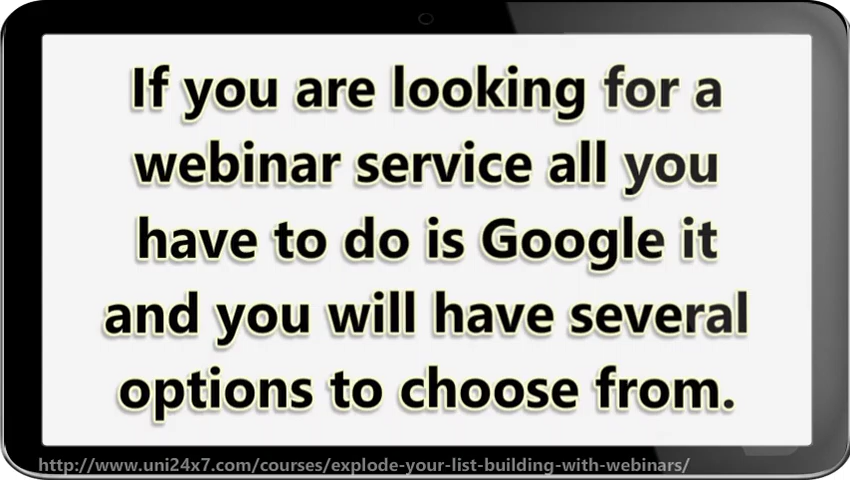 If you are looking for a
webinar service all you
have to do is Google it
and you will have several
options to choose from.
http://www.uni24x7.com/courses/explode-your-list-building-with-webinars/